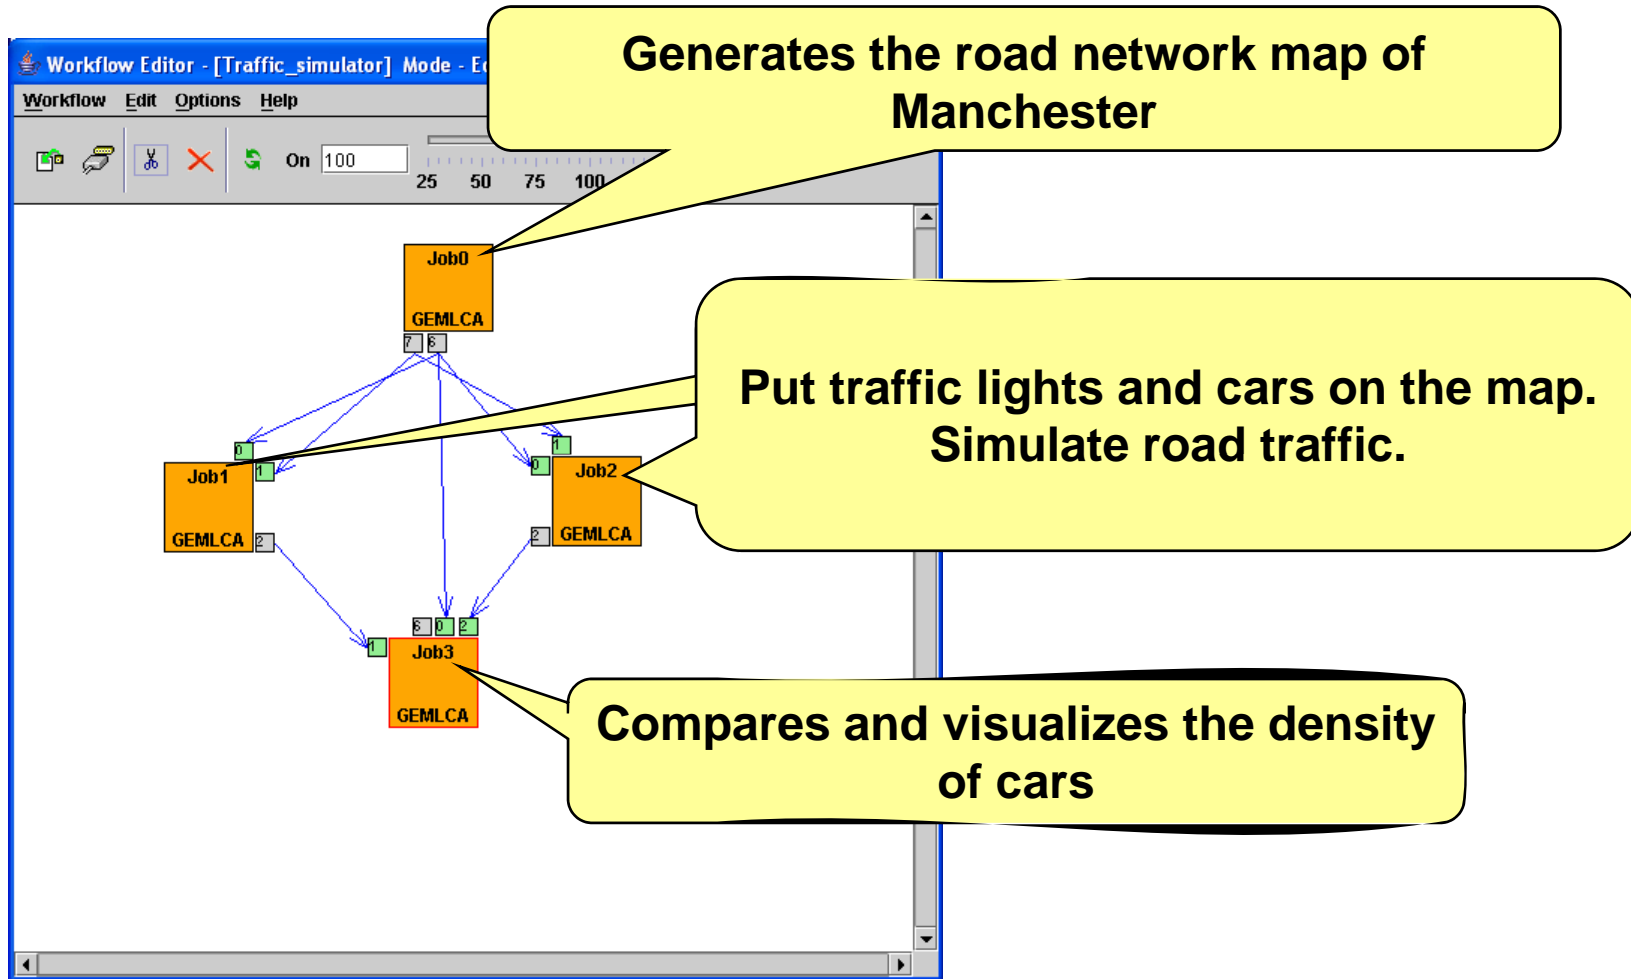 Generates the road network map of
Manchester
Workflow Editor - [Traffic_simulator] Mode - E
Workflow Edit Options Help
On 100
25 50 75 100
Job0
GEMLCA
7 6
Put traffic lights and cars on the map.
Simulate road traffic.
0 1
1 0
Job1 Job2
GEMLCA 2
2 GEMLCA
6 0 2
1
Job3
GEMLCA
Compares and visualizes the density
of cars